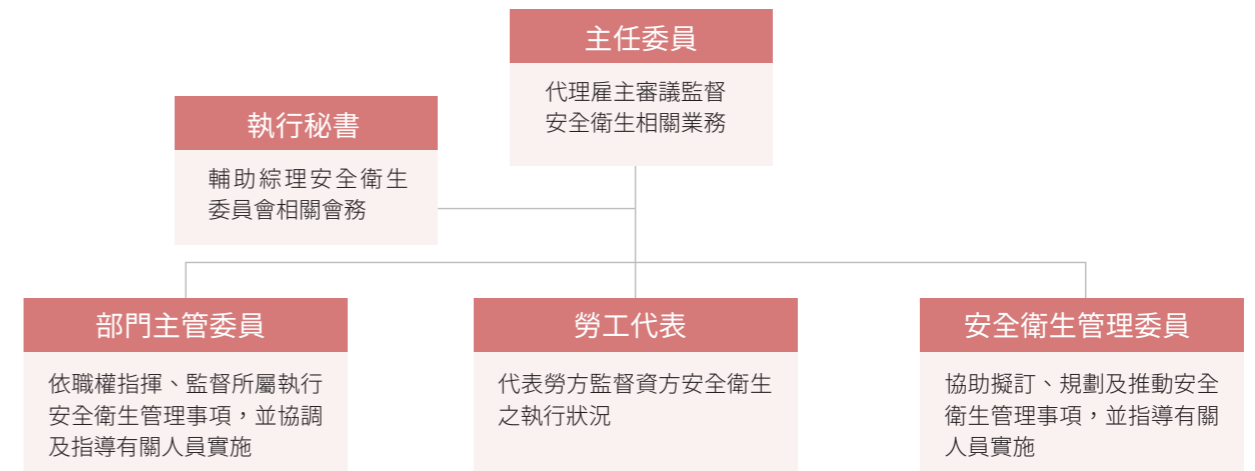 主任委員
代理雇主審議監督
安全衛生相關業務
執行秘書
輔助綜理安全衛生
委員會相關會務
部門主管委員
依職權指揮、監督所屬執行
安全衛生管理事項，並協調
及指導有關人員實施
勞工代表
代表勞方監督資方安全衛生
之執行狀況
安全衛生管理委員
協助擬訂、規劃及推動安全
衛生管理事項，並指導有關
人員實施